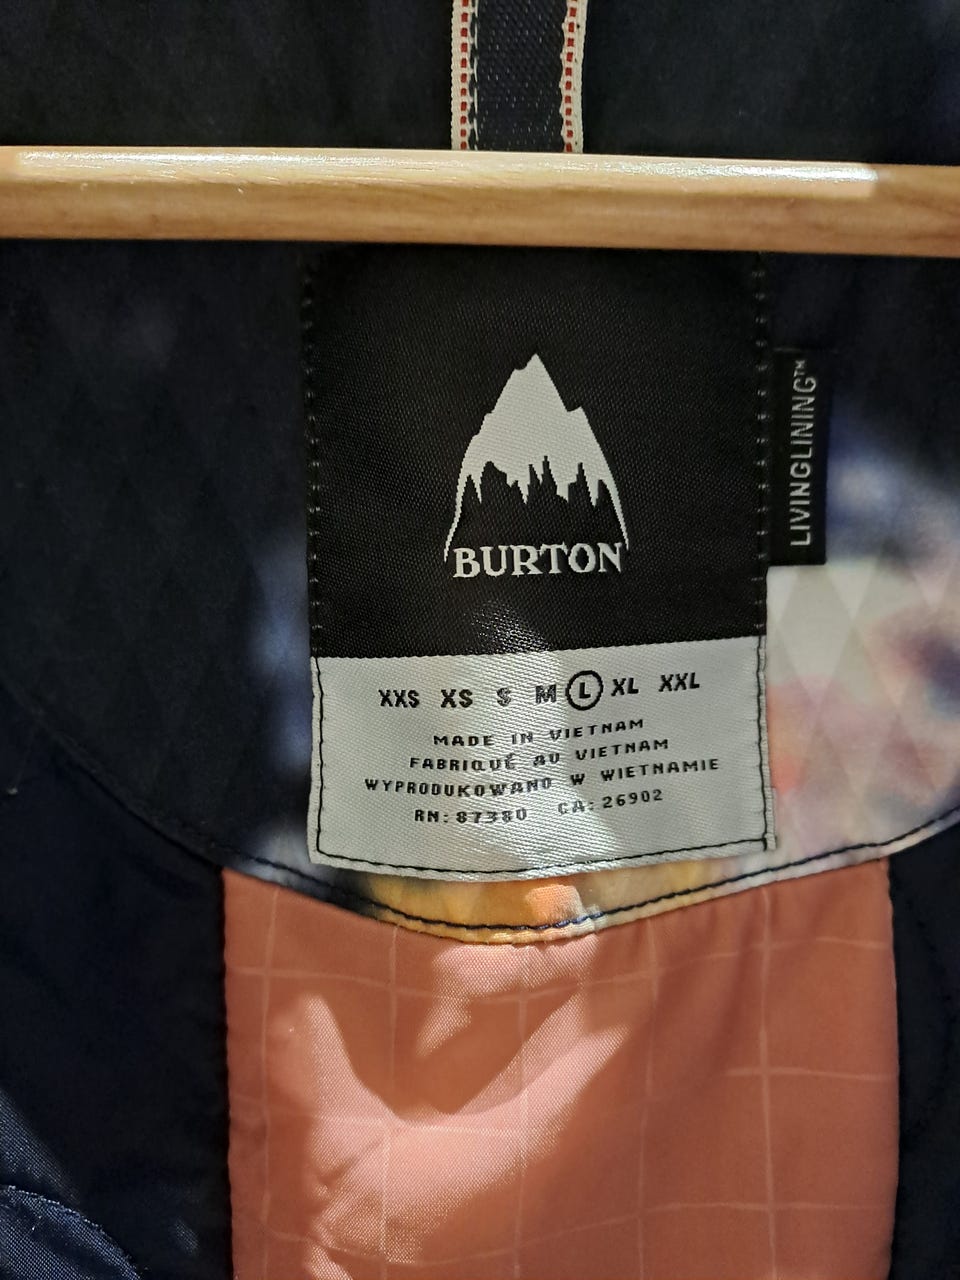 BURTON
LIVINGLINING™
XXS XS S M L XL XXL
MADE IN VIETNAM
FABRIQUÉ AU VIETNAM
WYPRODUKOWANO W WIETNAMIE
RN: 87380 CA: 26902